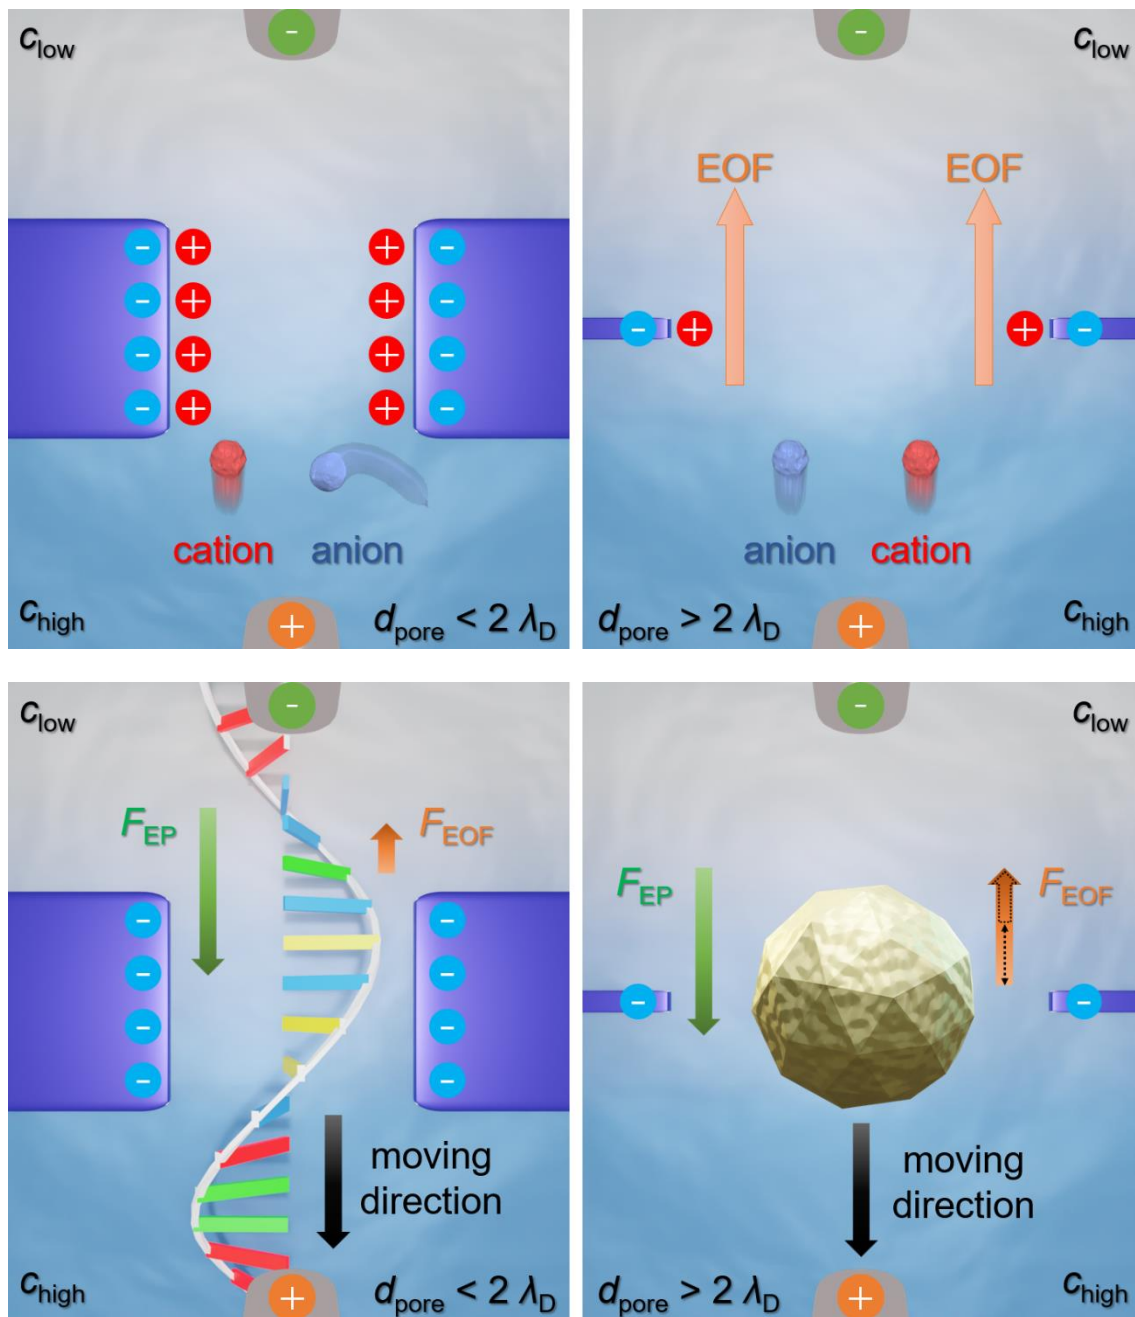 c_low
-
+ +
- -
+ +
- -
+ +
- -
+ +
- -
cation anion
c_high
+
d_pore < 2 λ_D
-
c_low
EOF EOF
- + + -
anion cation
d_pore > 2 λ_D
+
c_high
c_low
-
F_EP
F_EOF
- -
- -
- -
- -
moving
direction
c_high
+
d_pore < 2 λ_D
-
c_low
F_EP
F_EOF
- -
moving
direction
d_pore > 2 λ_D
+
c_high